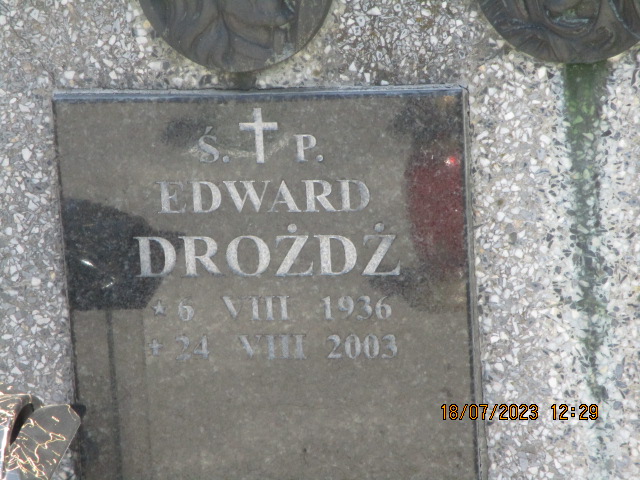 Ś. P.
EDWARD
DROŻDŻ
* 6 VIII 1936
+ 24 VIII 2003
18/07/2023 12:29